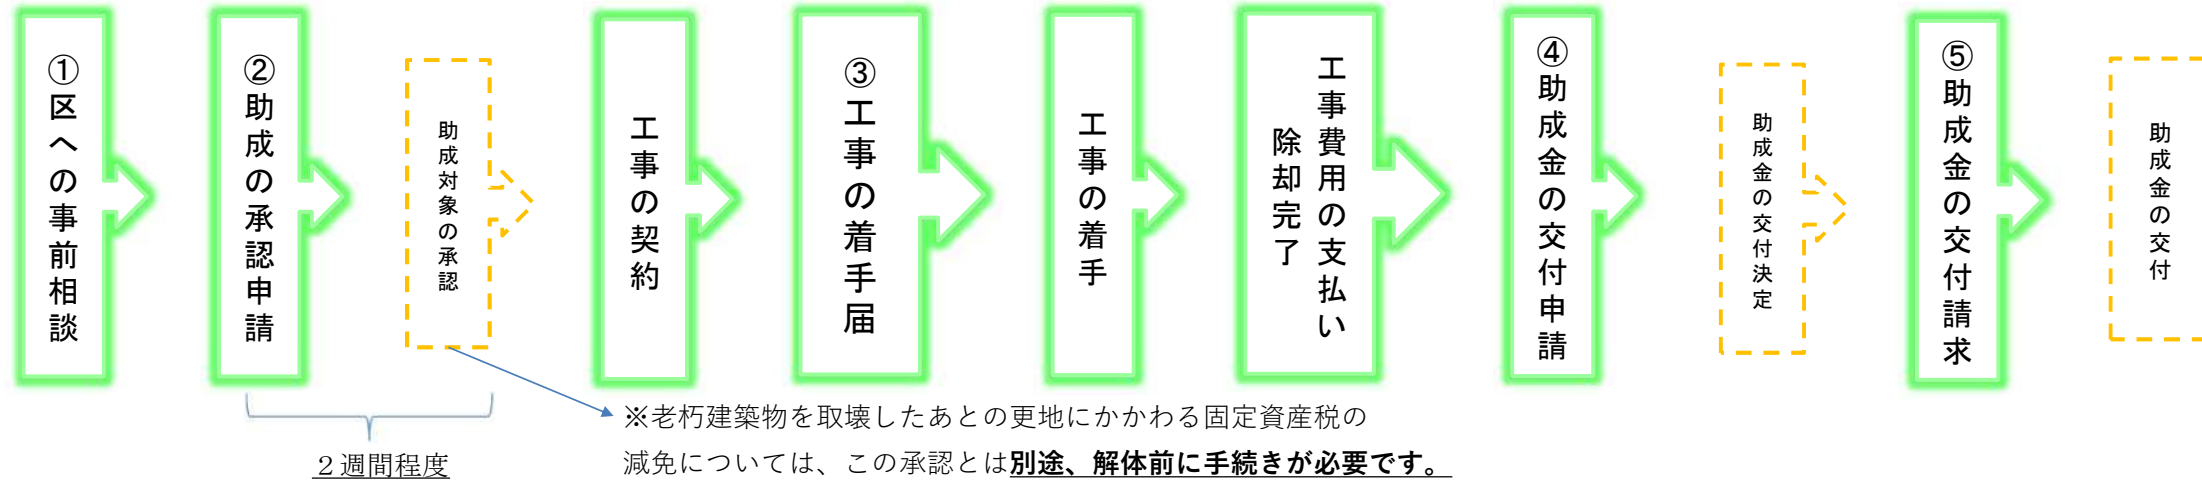 ①区への事前相談
②助成の承認申請
助成対象の承認
工事の契約
③工事の着手届
工事の着手
工事費用の支払い
除却完了
④助成金の交付申請
助成金の交付決定
⑤助成金の交付請求
助成金の交付
２週間程度
※老朽建築物を取壊したあとの更地にかかわる固定資産税の
減免については、この承認とは別途、解体前に手続きが必要です。